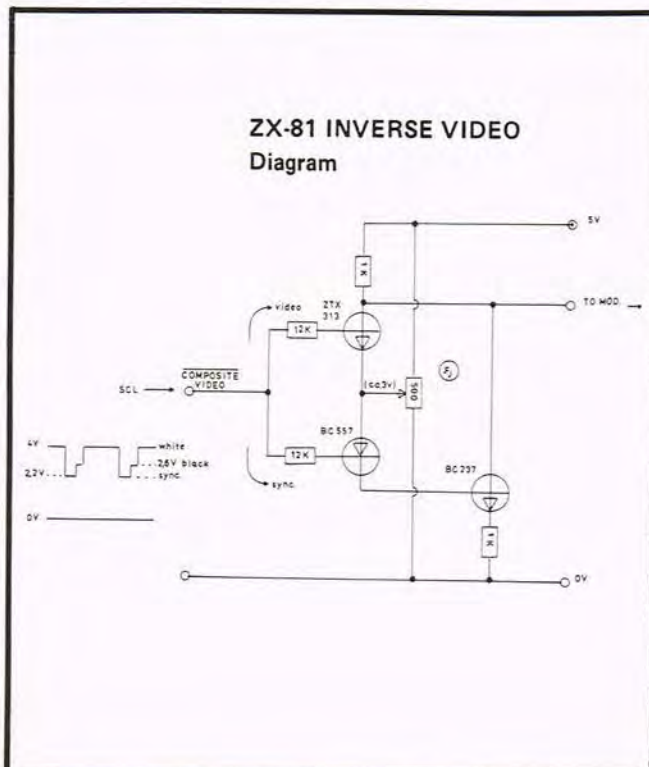 ZX-81 INVERSE VIDEO
Diagram
5V
1K
TO MOD.
video
ZTX
313
12K
COMPOSITE
VIDEO
SCL
(ca,3v)
500
BC 557
4V
white
2,6V black
2,2V
sync.
12K
sync.
BC 237
1K
0V
0V